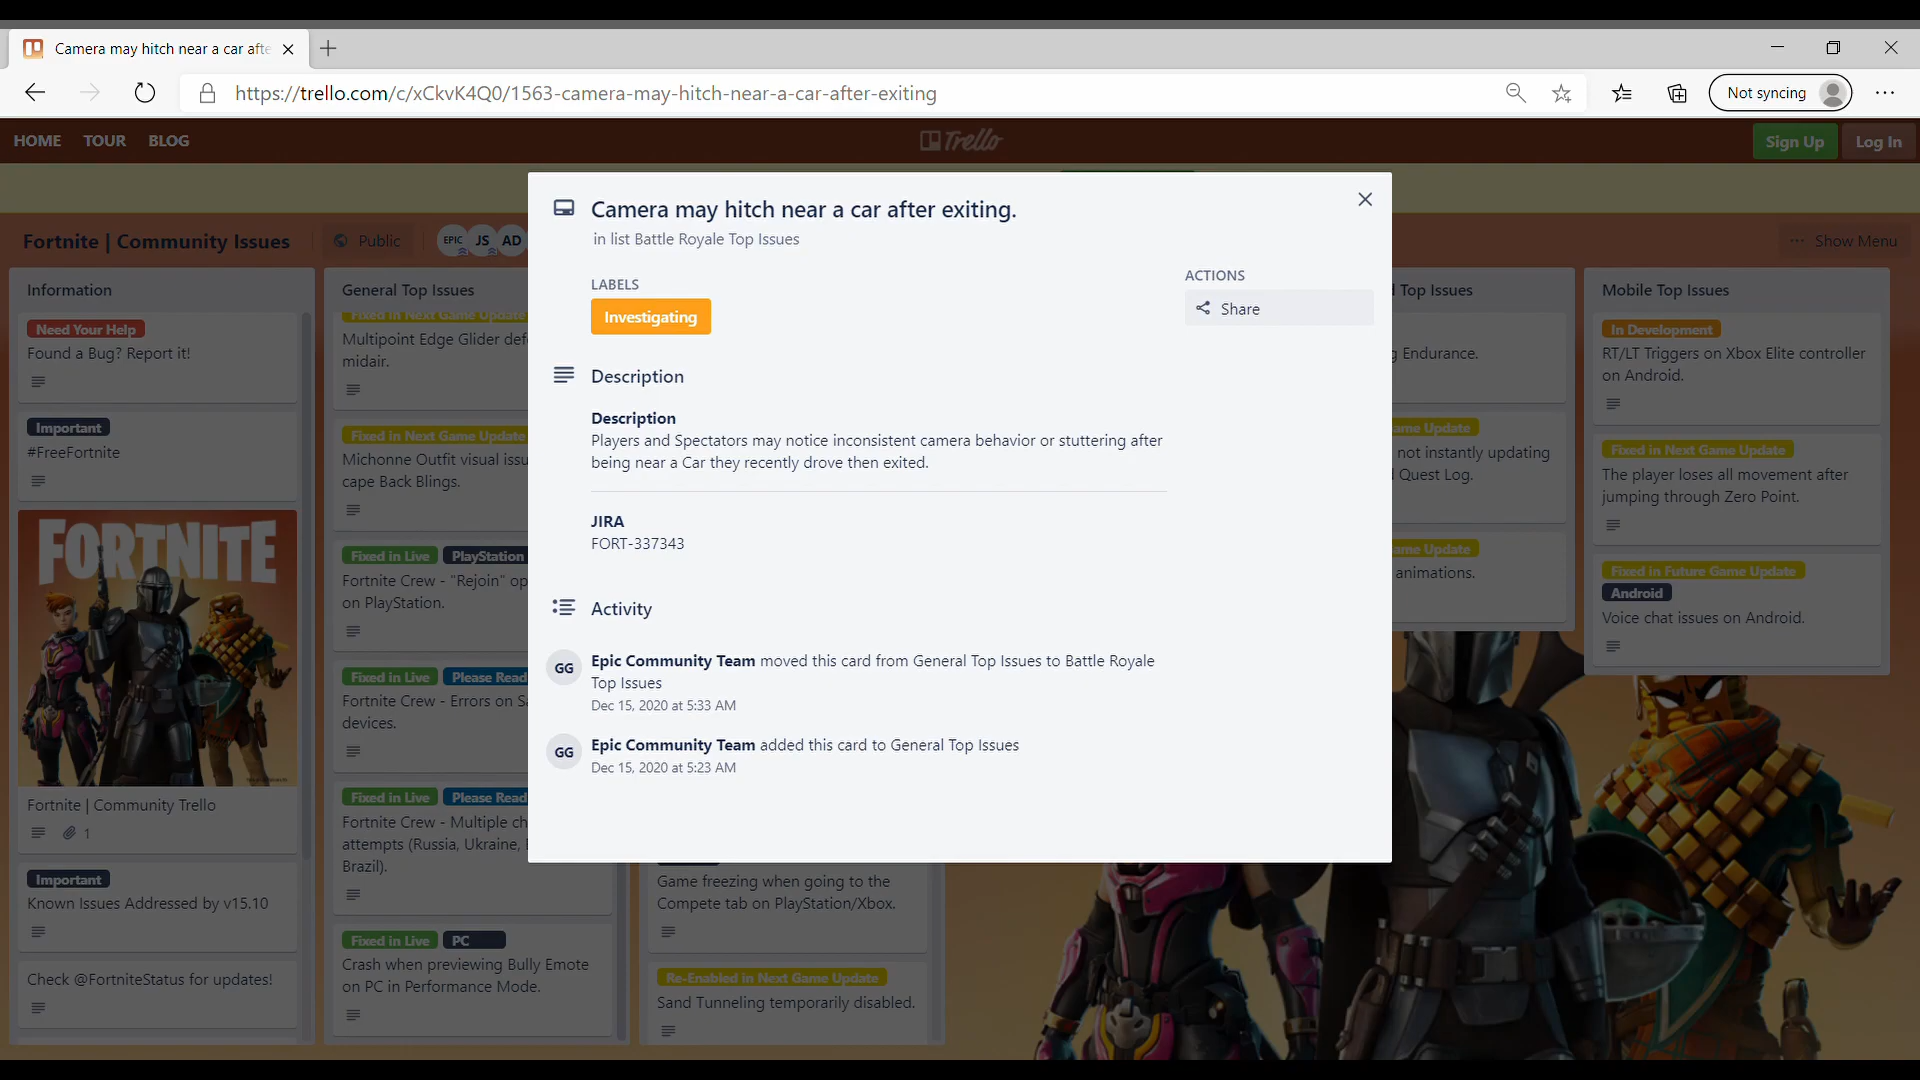 Camera may hitch near a car afte
https://trello.com/c/xCkvK4Q0/1563-camera-may-hitch-near-a-car-after-exiting
Not syncing
HOME TOUR BLOG
Trello
Sign Up Log In
Fortnite | Community Issues
Public
EPIC JS AD
Show Menu
Information
Need Your Help
Found a Bug? Report it!
Important
#FreeFortnite
FORTNITE
Fortnite | Community Trello
1
Important
Known Issues Addressed by v15.10
Check @FortniteStatus for updates!
General Top Issues
Fixed in Next Game Update
Multipoint Edge Glider def
midair.
Fixed in Next Game Update
Michonne Outfit visual issu
cape Back Blings.
Fixed in Live PlayStation
Fortnite Crew - "Rejoin" op
on PlayStation.
Fixed in Live Please Read
Fortnite Crew - Errors on S
devices.
Fixed in Live Please Read
Fortnite Crew - Multiple ch
attempts (Russia, Ukraine,
Brazil).
Fixed in Live PC
Crash when previewing Bully Emote
on PC in Performance Mode.
Camera may hitch near a car after exiting.
in list Battle Royale Top Issues
LABELS
Investigating
ACTIONS
Share
Description
Description
Players and Spectators may notice inconsistent camera behavior or stuttering after
being near a Car they recently drove then exited.
JIRA
FORT-337343
Activity
GG
Epic Community Team moved this card from General Top Issues to Battle Royale
Top Issues
Dec 15, 2020 at 5:33 AM
GG
Epic Community Team added this card to General Top Issues
Dec 15, 2020 at 5:23 AM
Game freezing when going to the
Compete tab on PlayStation/Xbox.
Re-Enabled in Next Game Update
Sand Tunneling temporarily disabled.
d Top Issues
g Endurance.
ame Update
not instantly updating
Quest Log.
ame Update
animations.
Mobile Top Issues
In Development
RT/LT Triggers on Xbox Elite controller
on Android.
Fixed in Next Game Update
The player loses all movement after
jumping through Zero Point.
Fixed in Future Game Update
Android
Voice chat issues on Android.